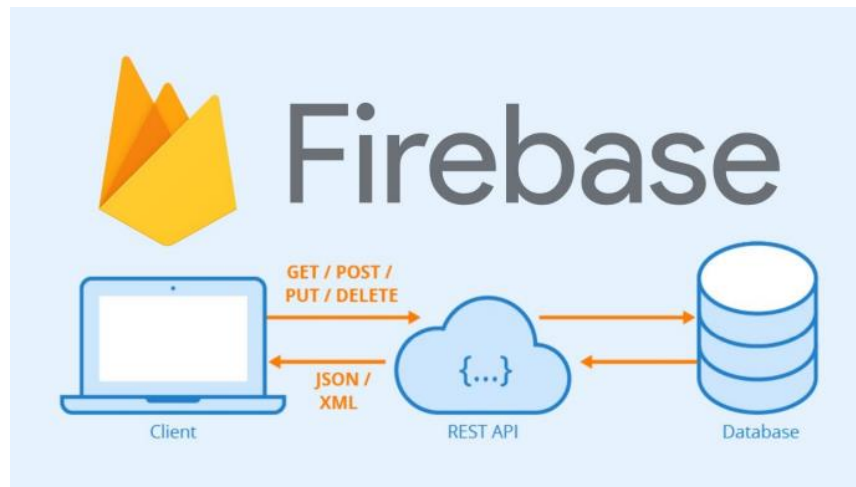 Firebase
GET / POST /
PUT / DELETE
{...}
JSON /
XML
Client
REST API
Database